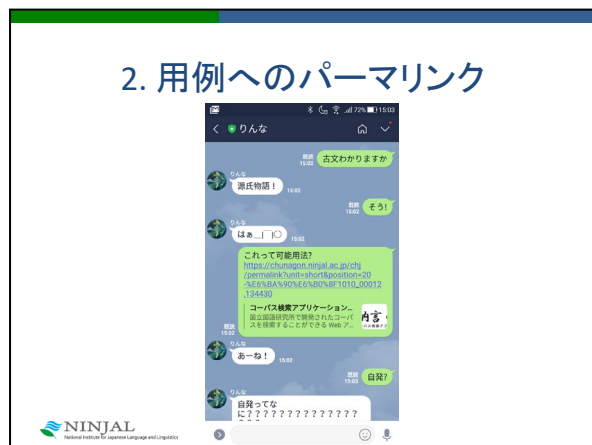 2. 用例へのパーマリンク
72% 15:03
りんな
既読
15:02
古文わかりますか
りんな
源氏物語！
15:02
既読
15:02
そう!
りんな
はぁ＿|￣|○
15:02
これって可能用法?
https://chunagon.ninjal.ac.jp/chj
/permalink?unit=short&position=20
-%E6%BA%90%E6%B0%8F1010_00012
,134430
コーパス検索アプリケーション...
国立国語研究所で開発されたコーパ
スを検索することができる Web ア...
既読
15:02
りんな
あーね！
15:02
既読
15:03
自発?
りんな
自発ってな
に？？？？？？？？？？？？？？
NINJAL
National Institute for Japanese Language and Linguistics